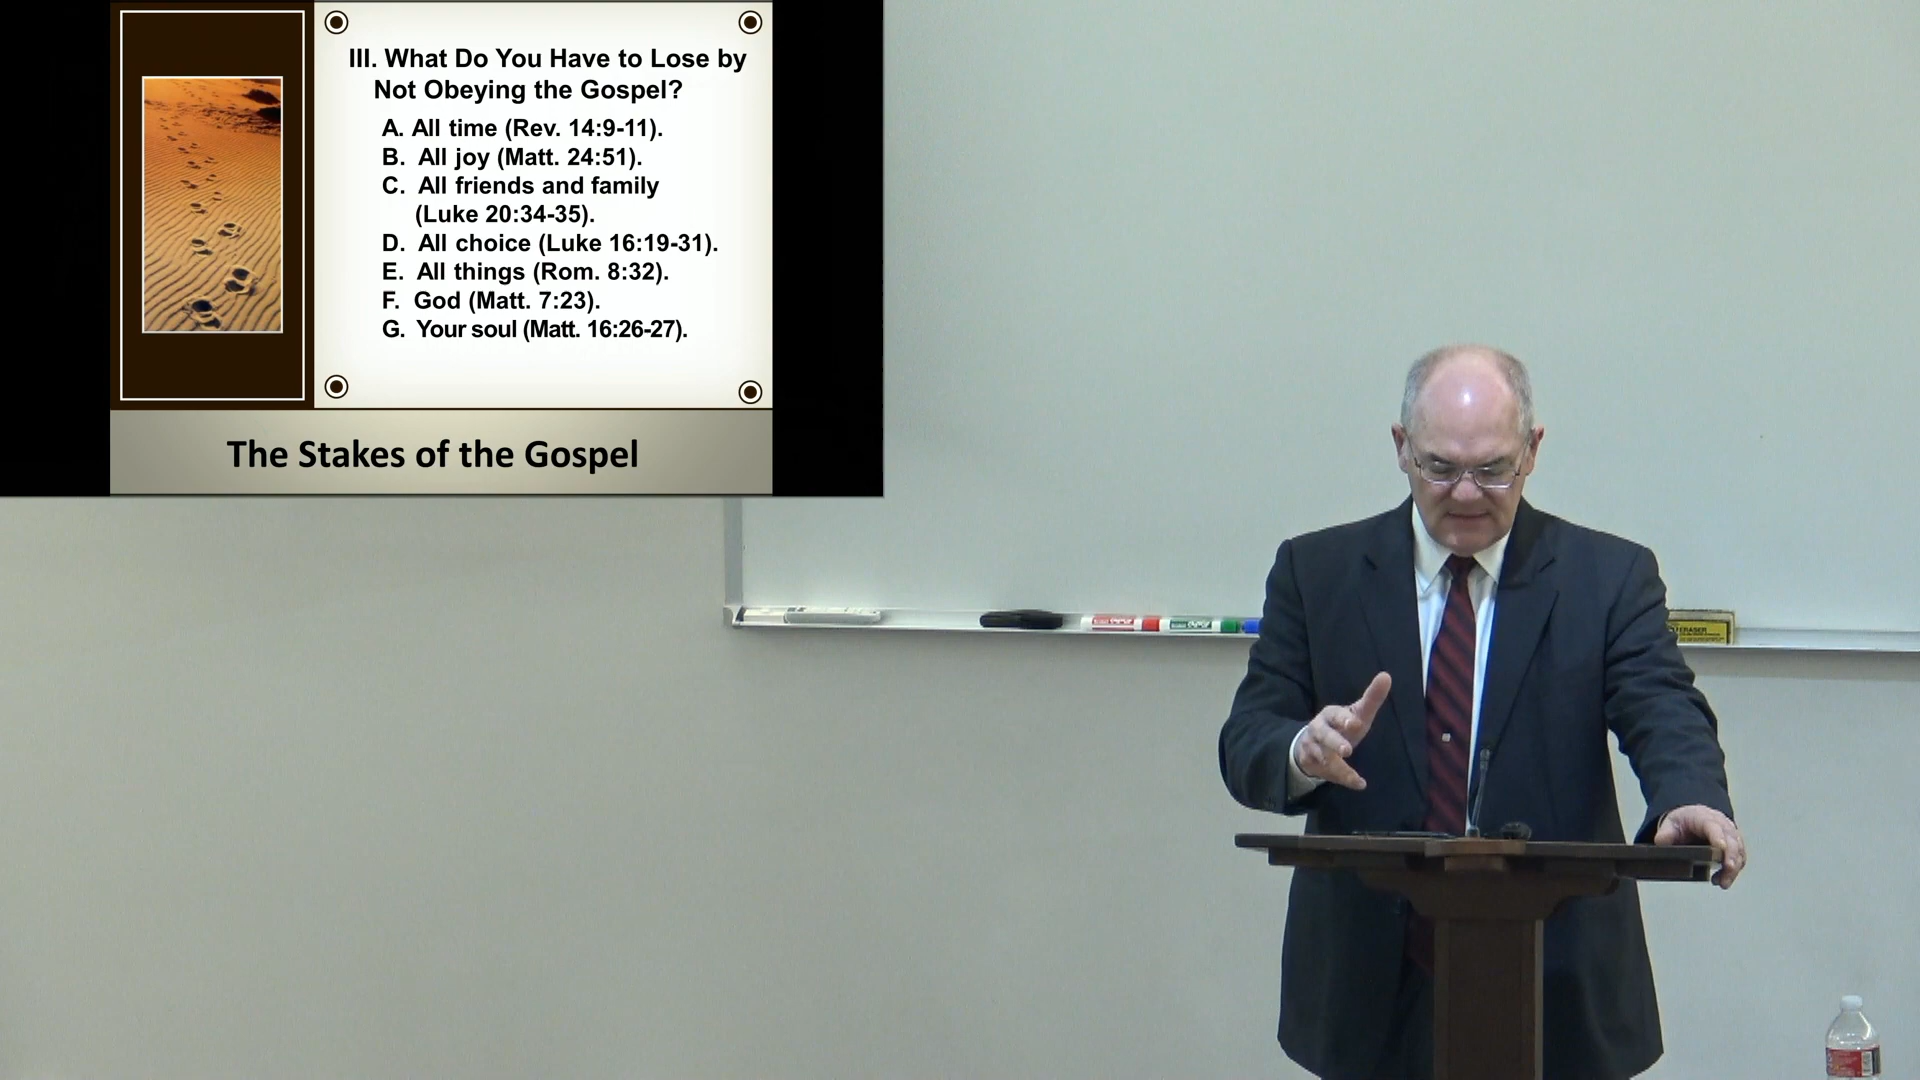 III. What Do You Have to Lose by
Not Obeying the Gospel?
A. All time (Rev. 14:9-11).
B. All joy (Matt. 24:51).
C. All friends and family
(Luke 20:34-35).
D. All choice (Luke 16:19-31).
E. All things (Rom. 8:32).
F. God (Matt. 7:23).
G. Your soul (Matt. 16:26-27).
The Stakes of the Gospel
ERASER